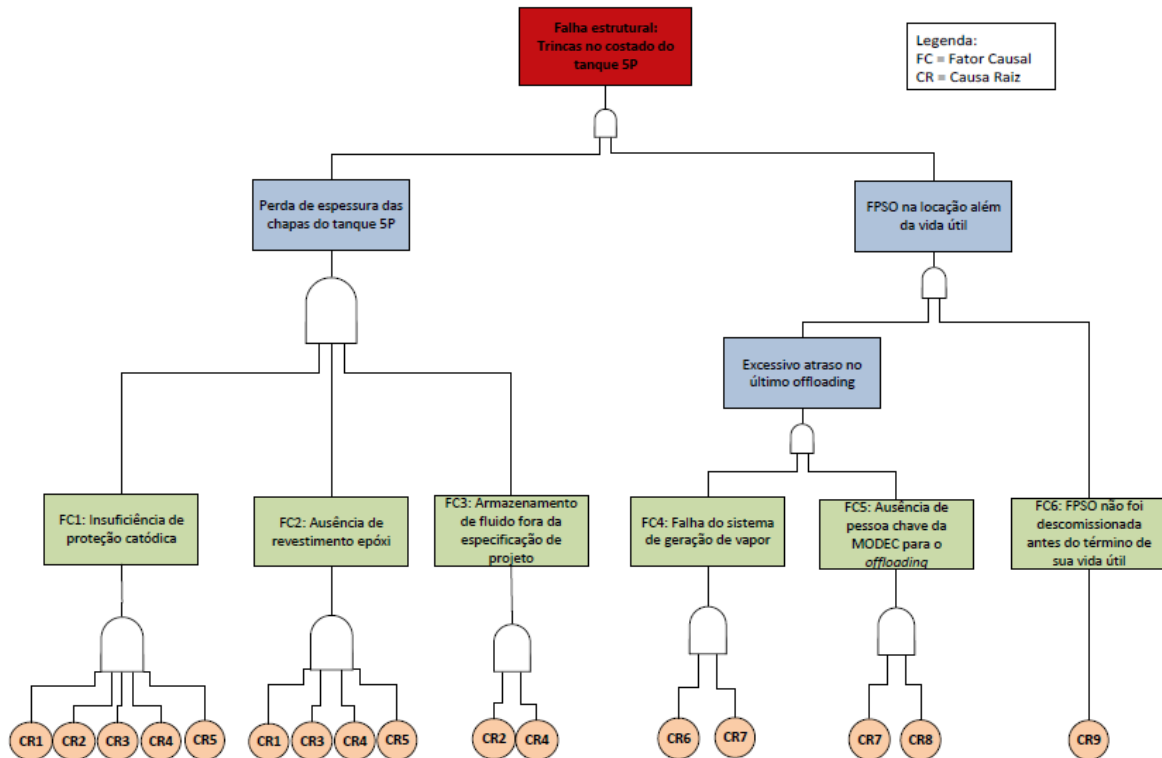 Falha estrutural:
Trincas no costado do
tanque 5P
Legenda:
FC = Fator Causal
CR = Causa Raiz
Perda de espessura das
chapas do tanque 5P
FPSO na locação além
da vida útil
Excessivo atraso no
último offloading
FC1: Insuficiência de
proteção catódica
FC2: Ausência de
revestimento epóxi
FC3: Armazenamento
de fluido fora da
especificação de
projeto
FC4: Falha do sistema
de geração de vapor
FC5: Ausência de
pessoa chave da
MODEC para o
offloading
FC6: FPSO não foi
descomissionada
antes do término de
sua vida útil
CR1 CR2 CR3 CR4 CR5
CR1 CR3 CR4 CR5
CR2 CR4
CR6 CR7
CR7 CR8
CR9